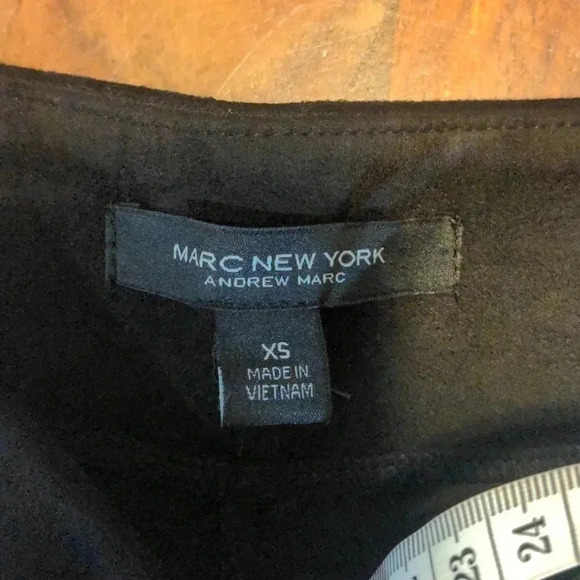 MARC NEW YORK
ANDREW MARC
XS
MADE IN
VIETNAM
23
24